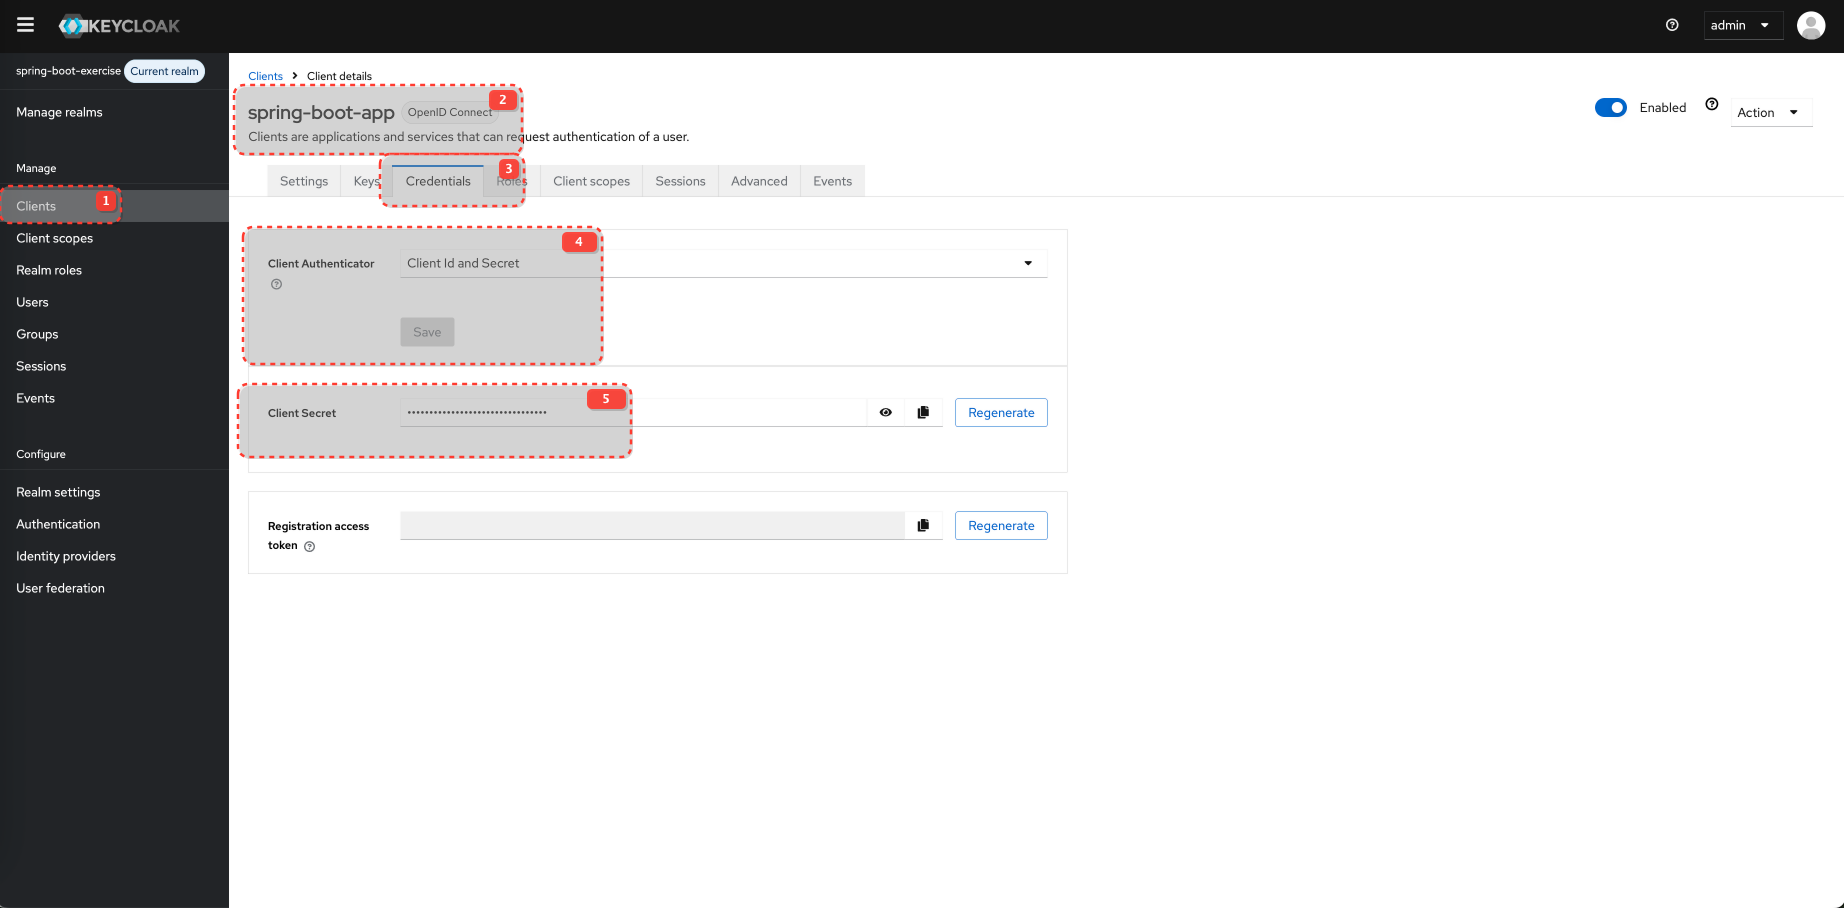 KEYCLOAK
admin
spring-boot-exercise Current realm
Manage realms
Manage
Clients 1
Client scopes
Realm roles
Users
Groups
Sessions
Events
Configure
Realm settings
Authentication
Identity providers
User federation
Clients > Client details
spring-boot-app OpenID Connect 2
Clients are applications and services that can request authentication of a user.
Enabled
Action
Settings Keys Credentials Roles Client scopes Sessions Advanced Events
3
4
Client Authenticator Client Id and Secret
Save
5
Client Secret ································ Regenerate
Registration access token Regenerate